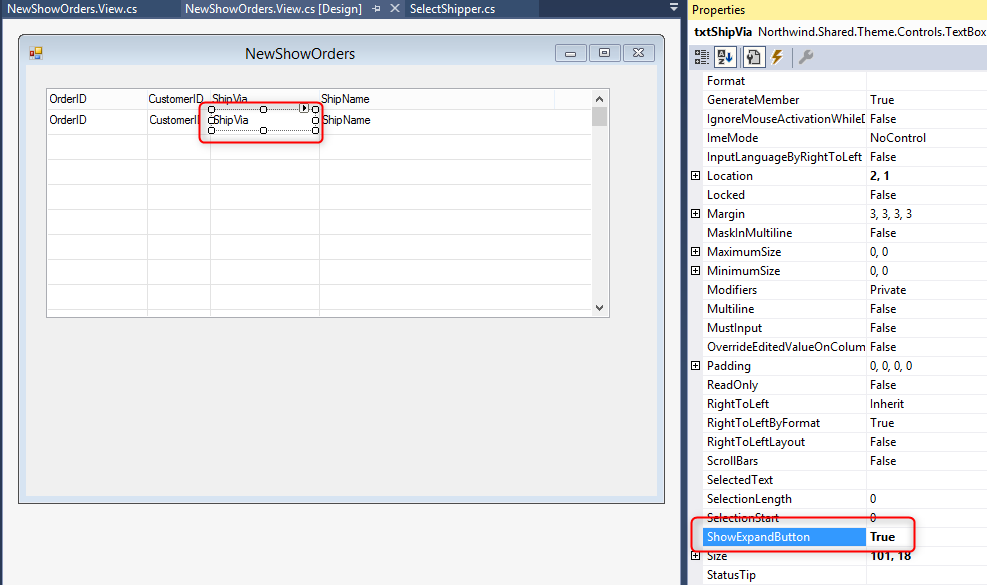 NewShowOrders.View.cs
NewShowOrders.View.cs [Design]
SelectShipper.cs
NewShowOrders
OrderID CustomerID ShipVia ShipName
OrderID CustomerI ShipVia ShipName
Properties
txtShipVia Northwind.Shared.Theme.Controls.TextBox
Format
GenerateMember True
IgnoreMouseActivationWhileD False
ImeMode NoControl
InputLanguageByRightToLeft False
Location 2, 1
Locked False
Margin 3, 3, 3, 3
MaskInMultiline False
MaximumSize 0, 0
MinimumSize 0, 0
Modifiers Private
Multiline False
MustInput False
OverrideEditedValueOnColum False
Padding 0, 0, 0, 0
ReadOnly False
RightToLeft Inherit
RightToLeftByFormat True
RightToLeftLayout False
ScrollBars False
SelectedText
SelectionLength 0
SelectionStart 0
ShowExpandButton True
Size 101, 18
StatusTip